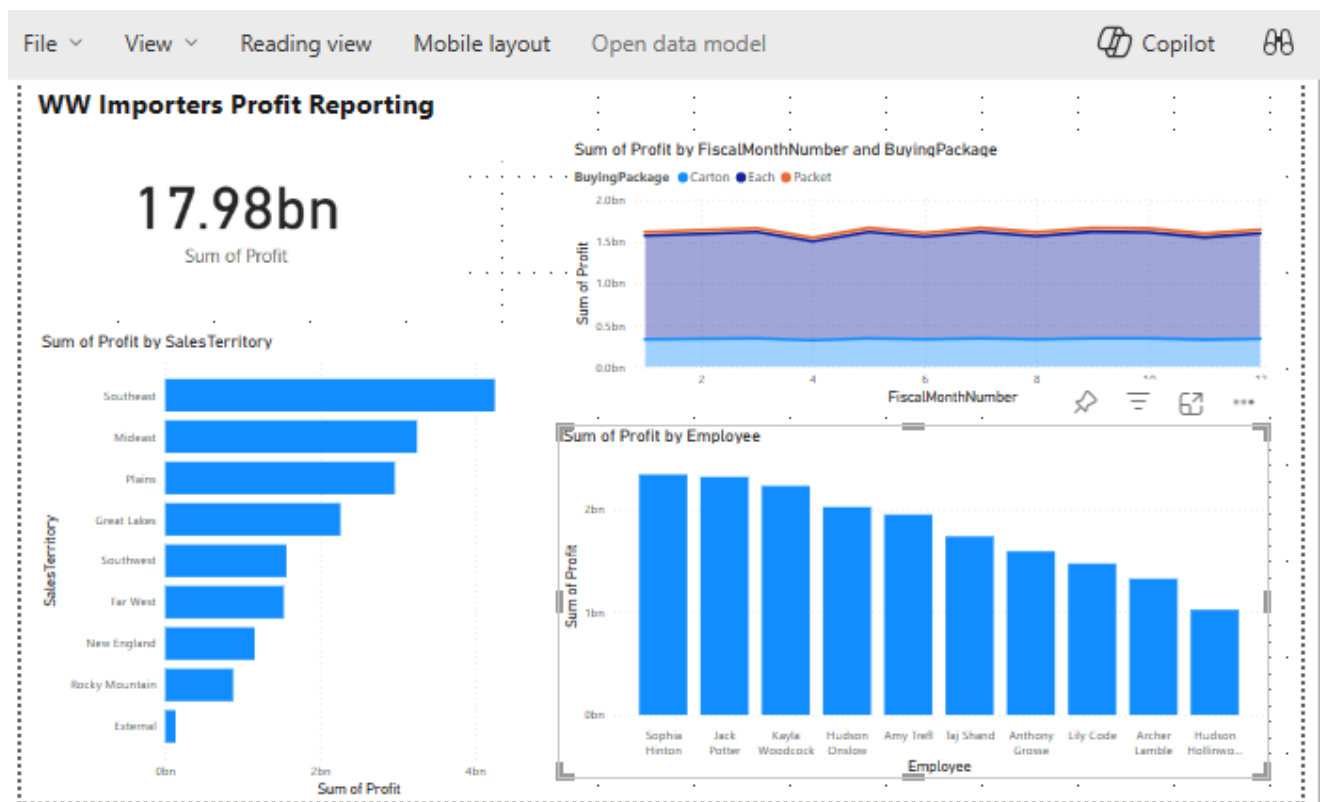 File View Reading view Mobile layout Open data model Copilot
WW Importers Profit Reporting
17.98bn
Sum of Profit
Sum of Profit by FiscalMonthNumber and BuyingPackage
BuyingPackage Carton Each Packet
2.0bn
1.5bn
1.0bn
0.5bn
0.0bn
Sum of Profit
2 4 6 8 10 12
FiscalMonthNumber
Sum of Profit by SalesTerritory
SalesTerritory
Southeast
Mideast
Plains
Great Lakes
Southwest
Far West
New England
Rocky Mountain
External
0bn 2bn 4bn
Sum of Profit
Sum of Profit by Employee
Sum of Profit
2bn
1bn
0bn
Sophia Hinton
Jack Potter
Kayla Woodcock
Hudson Onslow
Amy Trefl
Taj Shand
Anthony Grosse
Lily Code
Archer Lamble
Hudson Hollinwo...
Employee